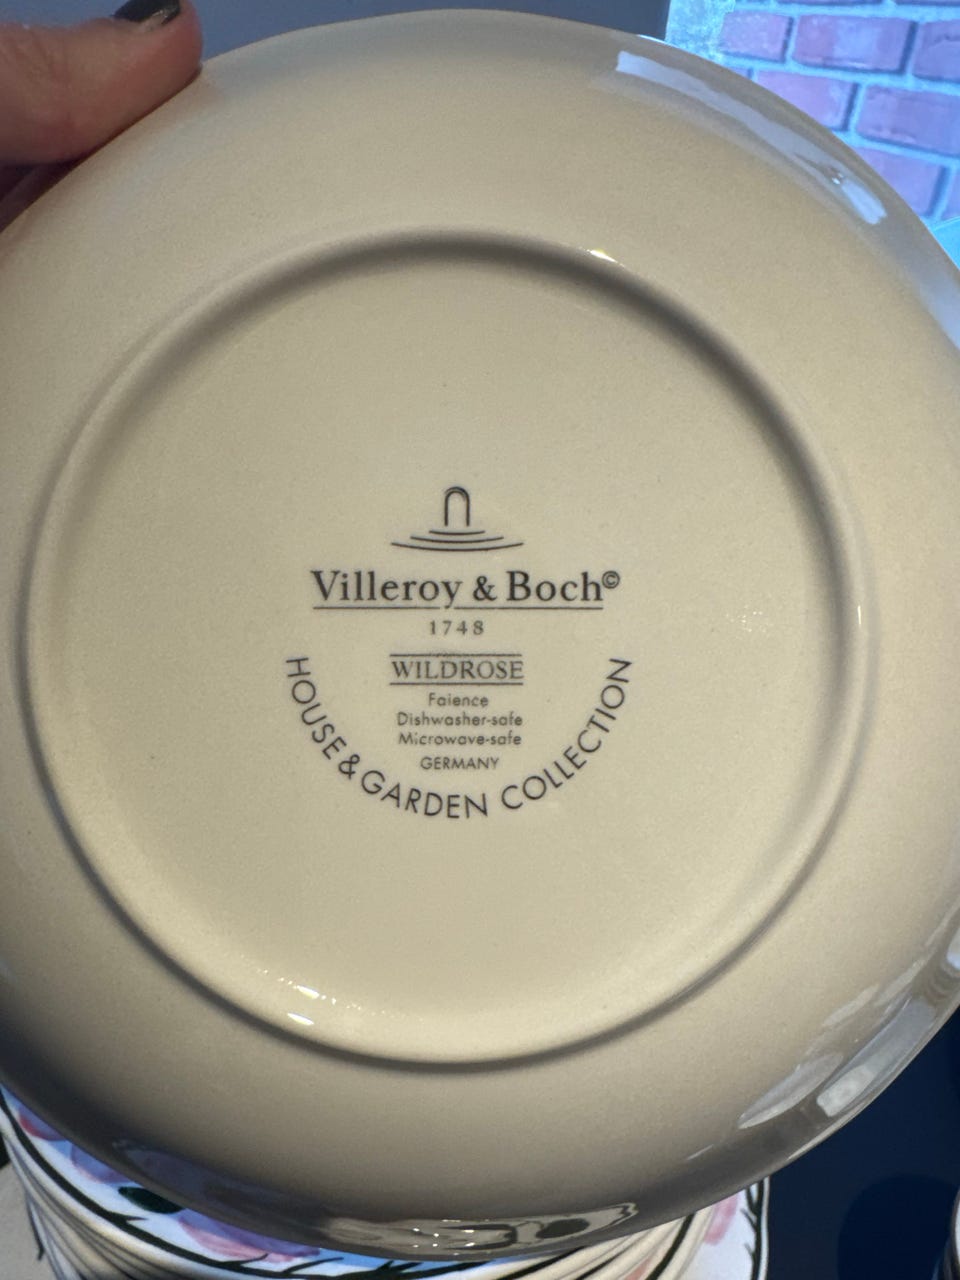 Villeroy & Boch©
1748
WILDROSE
Faience
Dishwasher-safe
Microwave-safe
GERMANY
HOUSE & GARDEN COLLECTION